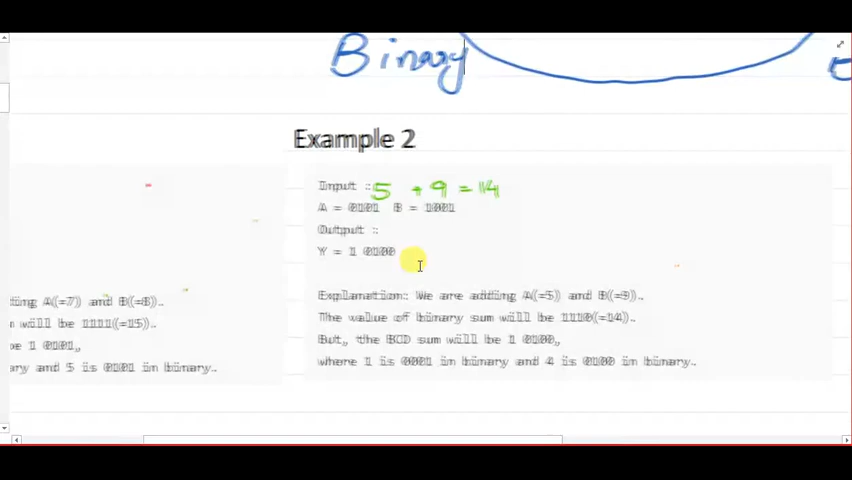 Binary
Example 2
Input : 5 + 9 = 14
A = 0101 B = 1001
Output :
Y = 1 0100
Explanation: We are adding A(=5) and B(=9).
The value of binary sum will be 1110(=14).
But, the BCD sum will be 1 0100,
where 1 is 0001 in binary and 4 is 0100 in binary.
ding A(=7) and B(=8).
will be 1111(=15).
be 1 0101,
ary and 5 is 0101 in binary.